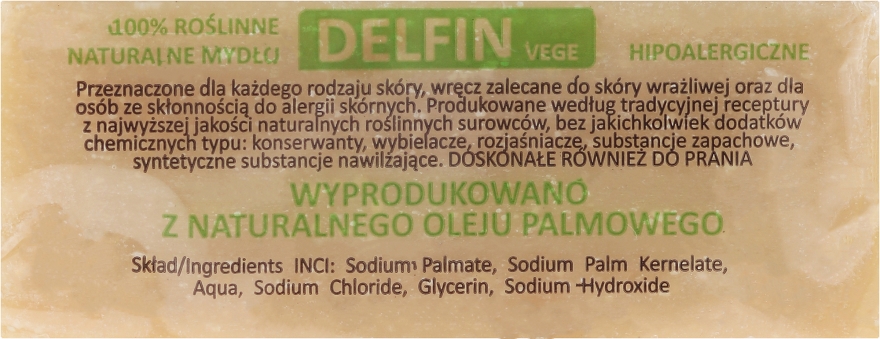 100% ROŚLINNE
NATURALNE MYDŁO
DELFIN VEGE
HIPOALERGICZNE
Przeznaczone dla każdego rodzaju skóry, wręcz zalecane do skóry wrażliwej oraz dla
osób ze skłonnością do alergii skórnych. Produkowane według tradycyjnej receptury
z najwyższej jakości naturalnych roślinnych surowców, bez jakichkolwiek dodatków
chemicznych typu: konserwanty, wybielacze, rozjaśniacze, substancje zapachowe,
syntetyczne substancje nawilżające. DOSKONAŁE RÓWNIEŻ DO PRANIA
WYPRODUKOWANO
Z NATURALNEGO OLEJU PALMOWEGO
Skład/Ingredients INCI: Sodium Palmate, Sodium Palm Kernelate,
Aqua, Sodium Chloride, Glycerin, Sodium Hydroxide